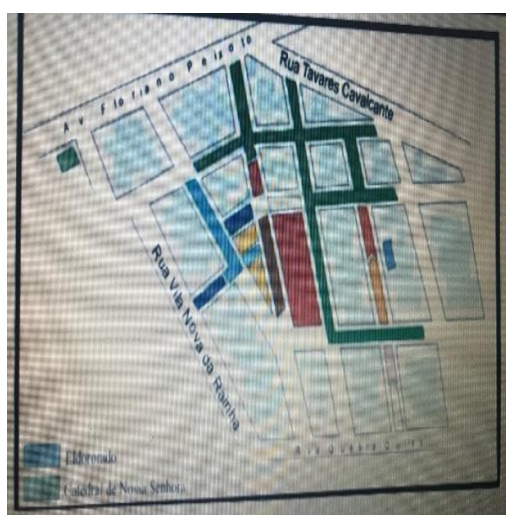 Av Floriano Peixoto
Rua Tavares Cavalcante
Rua Vila Nova da Rainha
Eldorado
Catedral de Nossa Senhora